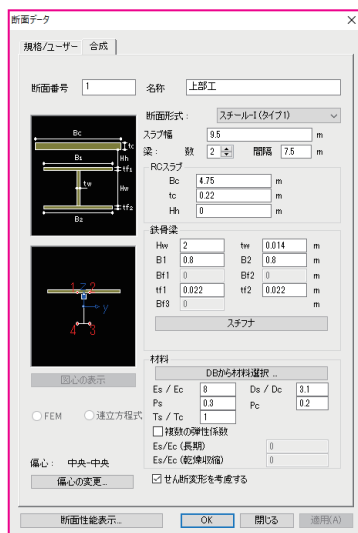 断面データ ×
規格/ユーザー 合成
断面番号 1 名称 上部工
断面形式: スチール-I(タイプ1)
スラブ幅 9.5 m
梁: 数 2 間隔 7.5 m
RCスラブ
Bc 4.75 m
tc 0.22 m
Hh 0 m
Bc
tc
B1 Hh
tf1
tw Hw
tf2
B2
鉄骨梁
Hw 2 tw 0.014 m
B1 0.8 B2 0.8 m
Bf1 0 Bf2 0 m
tf1 0.022 tf2 0.022 m
Bf3 0 m
スチフナ
1 z 2
y
4 3
図心の表示
FEM 連立方程式
材料
DBから材料選択 ...
Es / Ec 8 Ds / Dc 3.1
Ps 0.3 Pc 0.2
Ts / Tc 1
複数の弾性係数
Es/Ec (長期) 0
Es/Ec (乾燥収縮) 0
偏心: 中央-中央
偏心の変更...
せん断変形を考慮する
断面性能表示... OK 閉じる 適用(A)